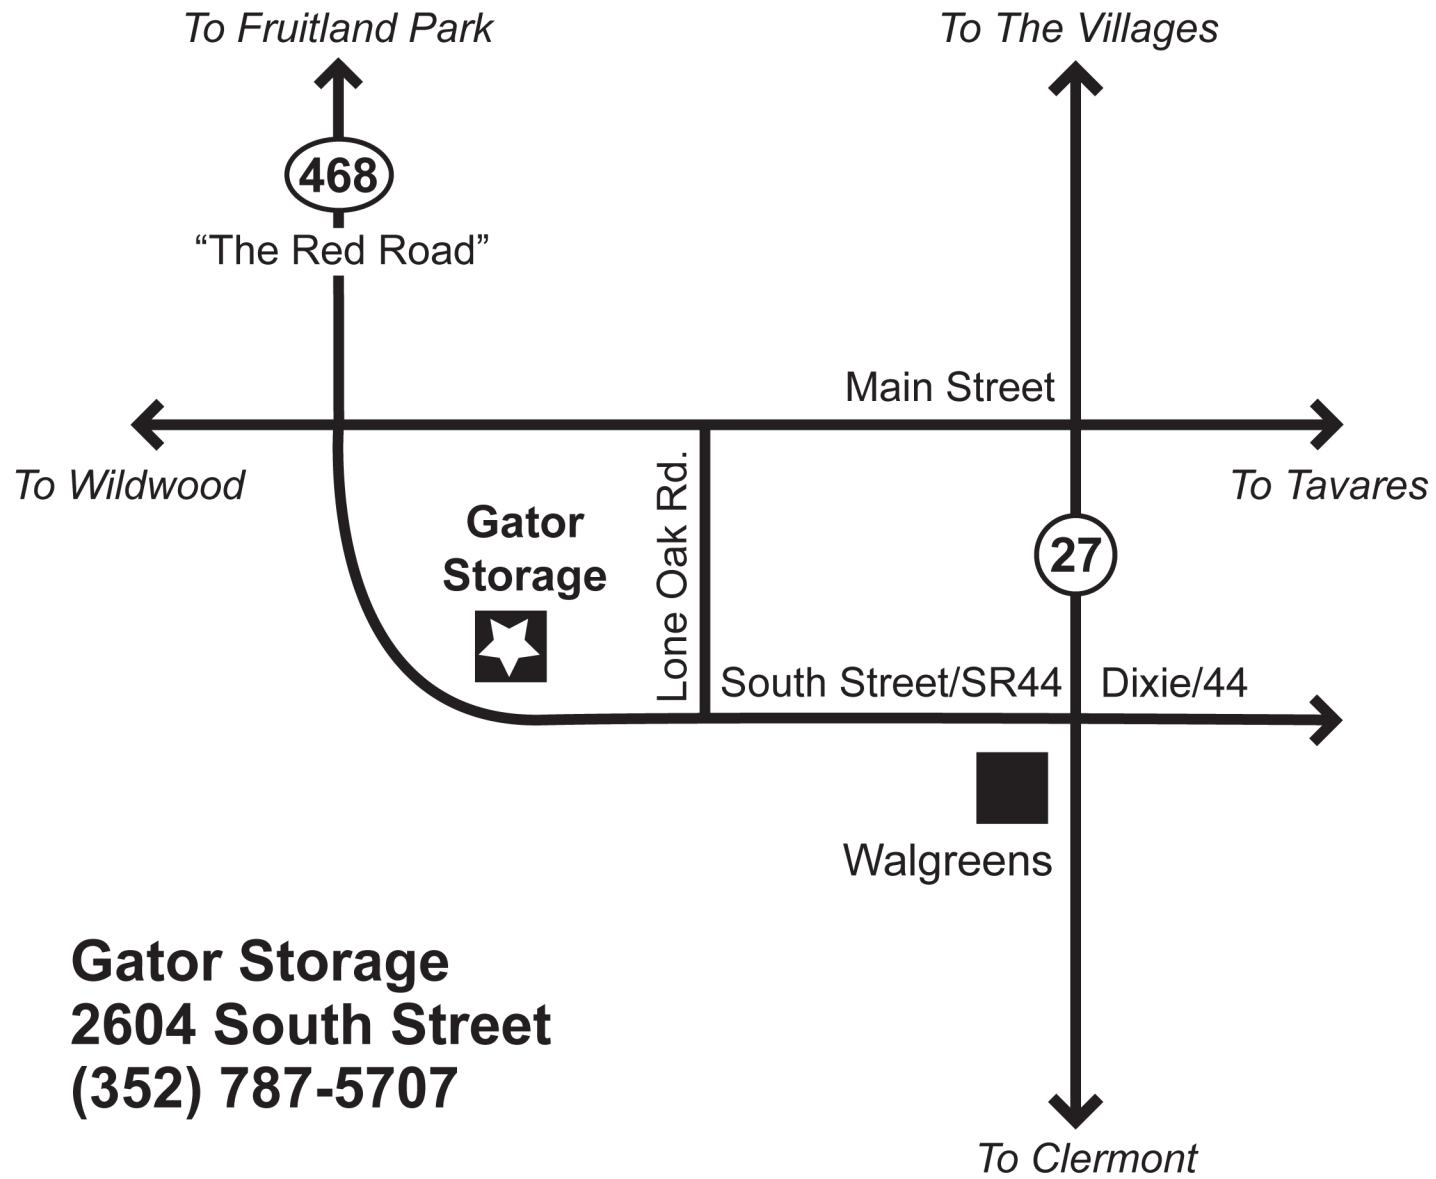 To Fruitland Park
To The Villages
468
“The Red Road”
Main Street
To Wildwood
To Tavares
Gator
Storage
Lone Oak Rd.
27
South Street/SR44
Dixie/44
Walgreens
Gator Storage
2604 South Street
(352) 787-5707
To Clermont